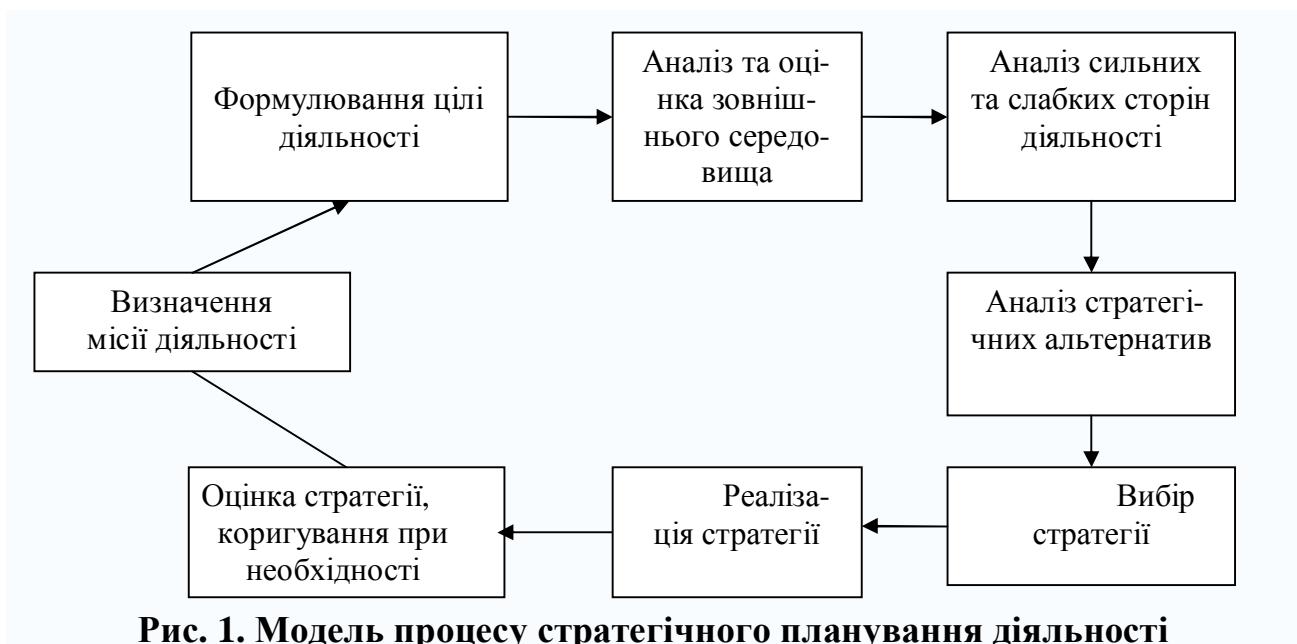 Формулювання цілі
діяльності
Аналіз та оці-
нка зовніш-
нього середо-
вища
Аналіз сильних
та слабких сторін
діяльності
Визначення
місії діяльності
Аналіз стратегі-
чних альтернатив
Оцінка стратегії,
коригування при
необхідності
Реаліза-
ція стратегії
Вибір
стратегії
Рис. 1. Модель процесу стратегічного планування діяльності